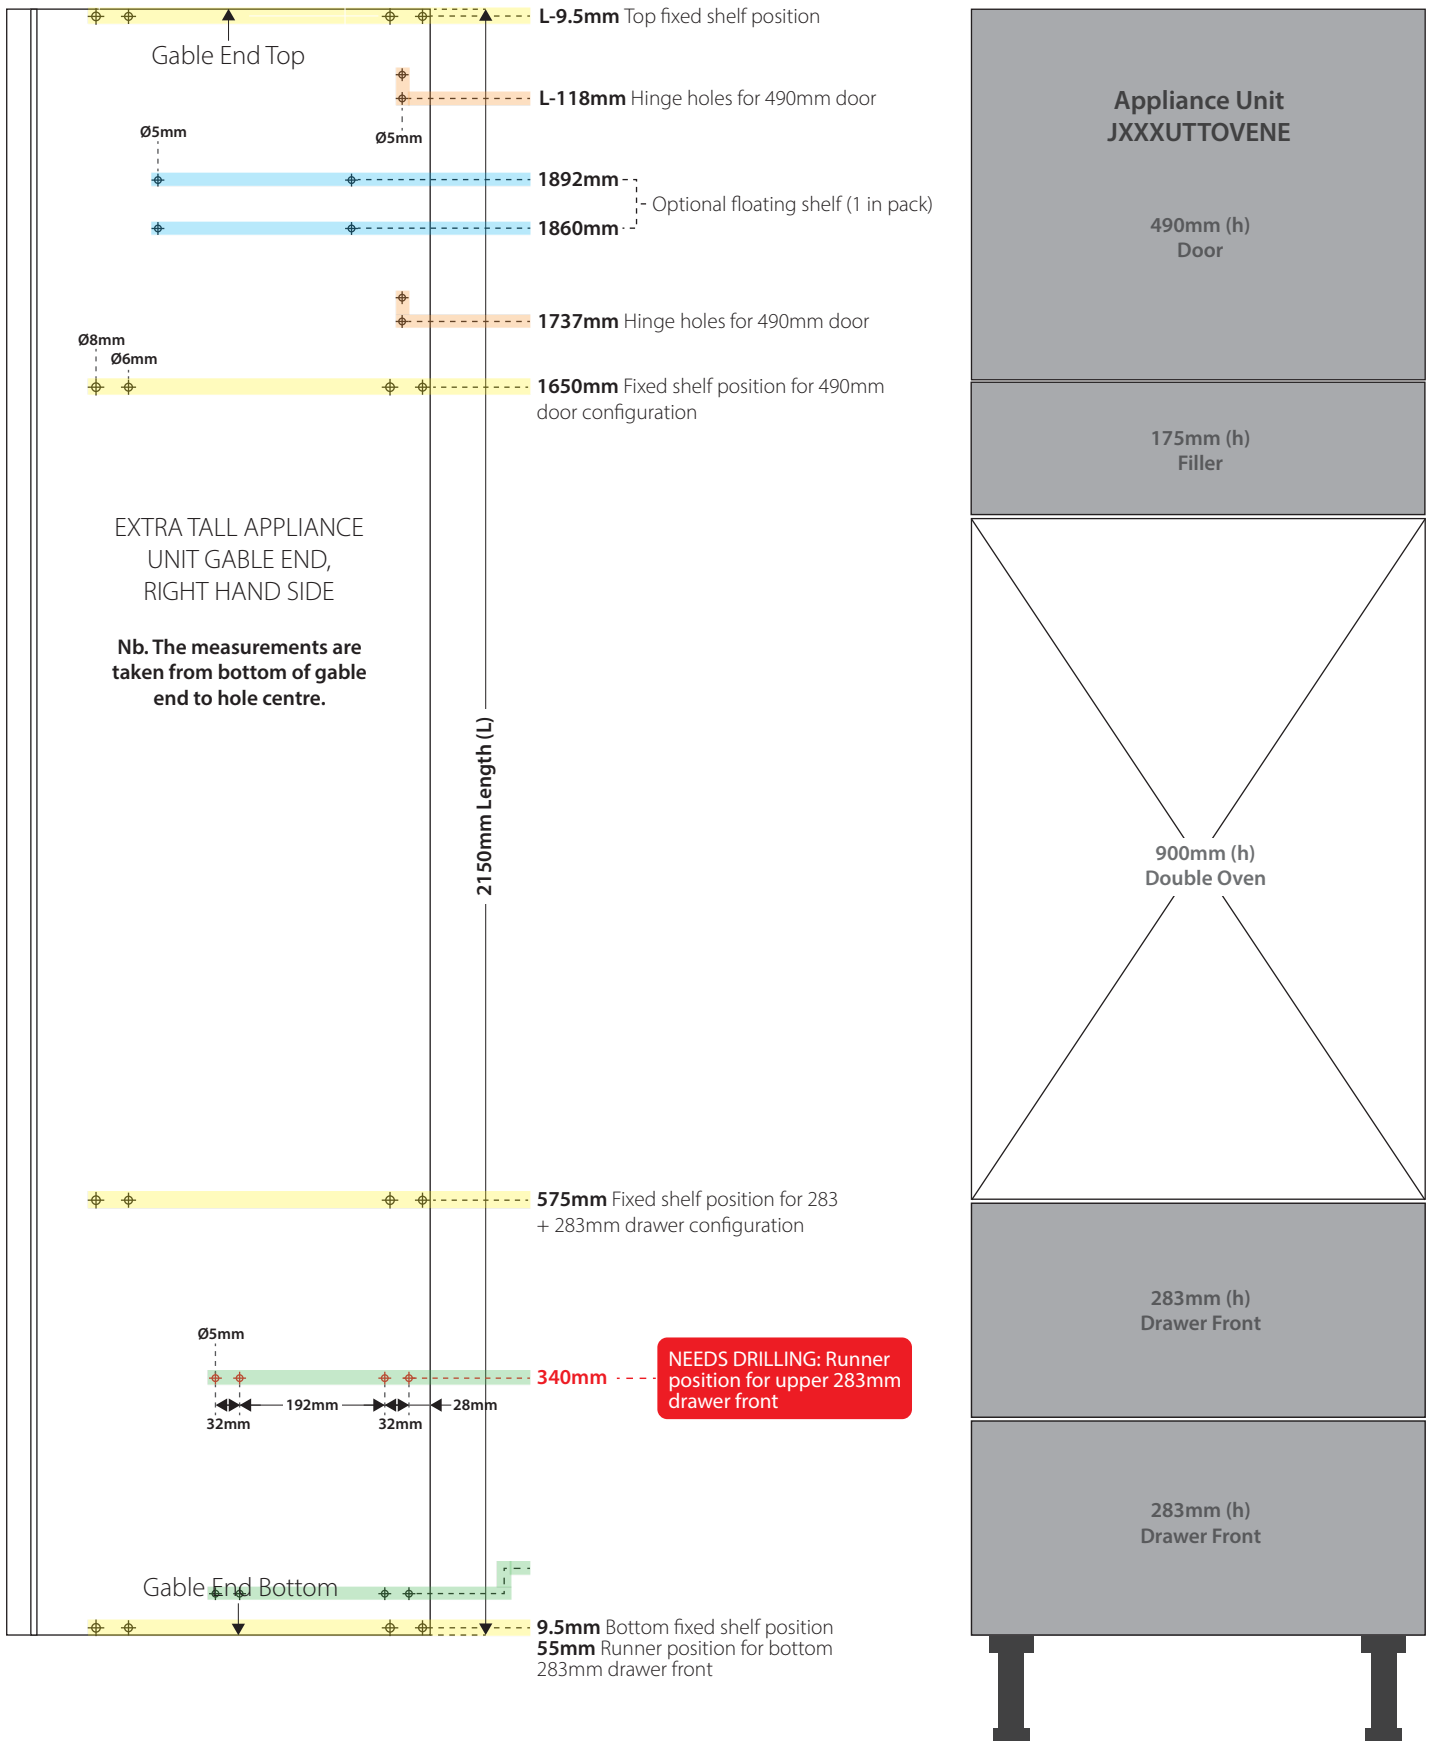 L-9.5mm Top fixed shelf position
Gable End Top
L-118mm Hinge holes for 490mm door
Ø5mm
Ø5mm
1892mm
Optional floating shelf (1 in pack)
1860mm
1737mm Hinge holes for 490mm door
Ø8mm
Ø6mm
1650mm Fixed shelf position for 490mm
door configuration
EXTRA TALL APPLIANCE
UNIT GABLE END,
RIGHT HAND SIDE
Nb. The measurements are
taken from bottom of gable
end to hole centre.
2150mm Length (L)
575mm Fixed shelf position for 283
+ 283mm drawer configuration
Ø5mm
340mm
NEEDS DRILLING: Runner
position for upper 283mm
drawer front
192mm
28mm
32mm
32mm
Gable End Bottom
9.5mm Bottom fixed shelf position
55mm Runner position for bottom
283mm drawer front
Appliance Unit
JXXXUTTOVENE
490mm (h)
Door
175mm (h)
Filler
900mm (h)
Double Oven
283mm (h)
Drawer Front
283mm (h)
Drawer Front